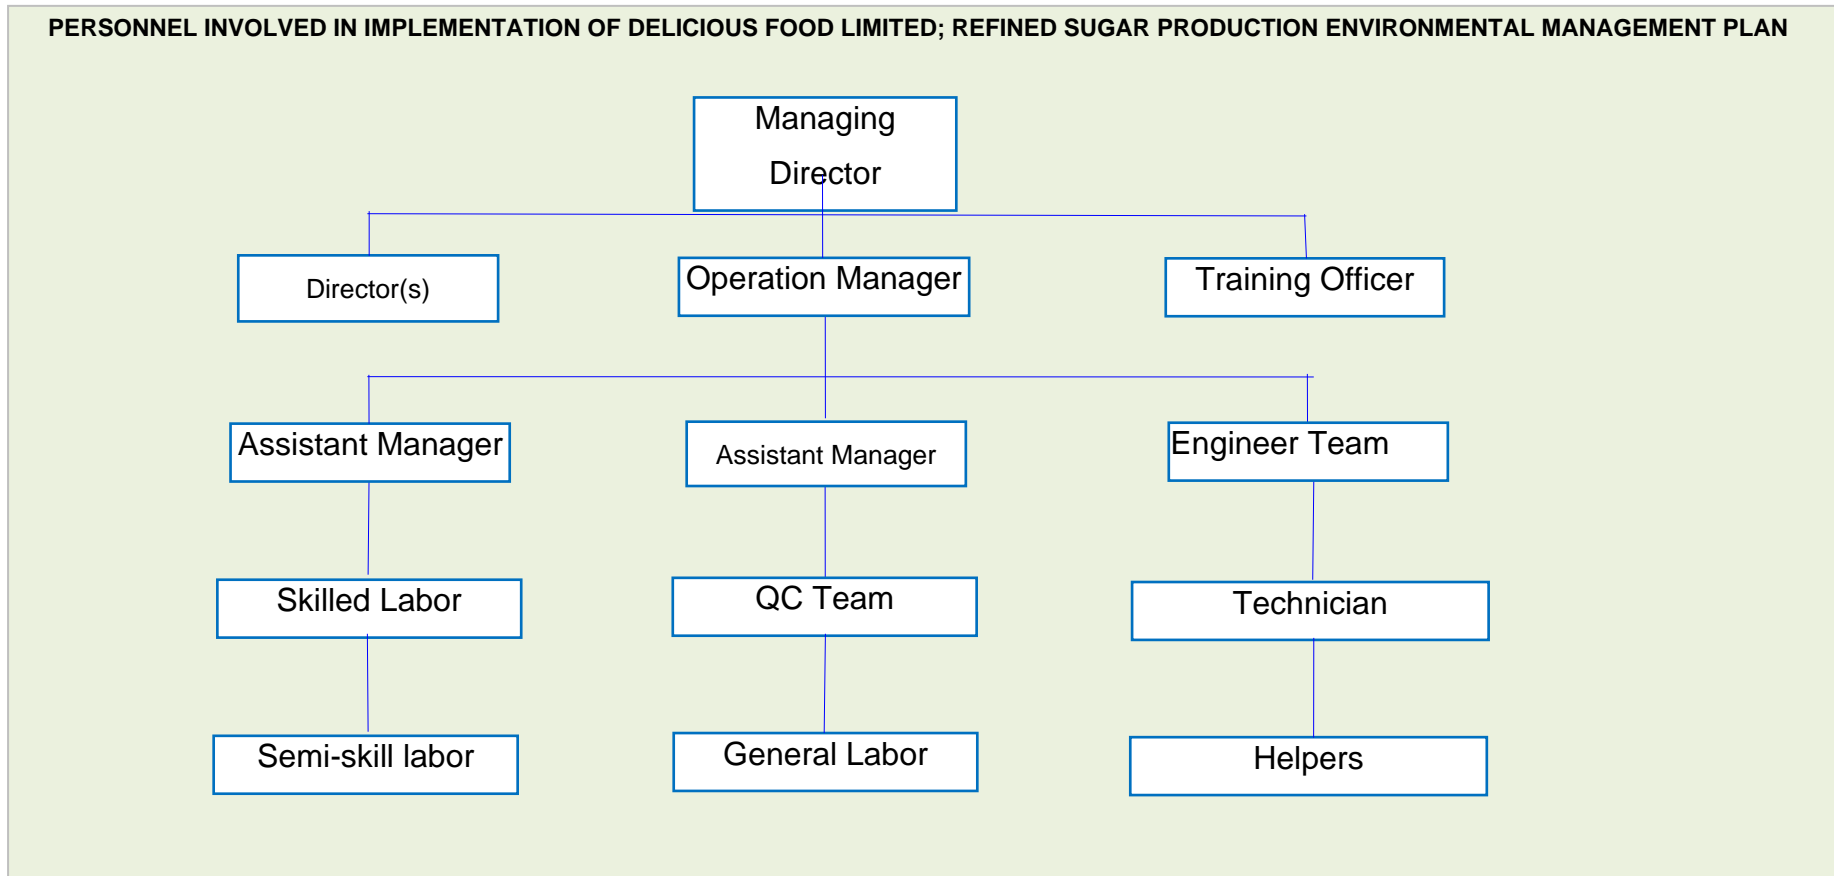 PERSONNEL INVOLVED IN IMPLEMENTATION OF DELICIOUS FOOD LIMITED; REFINED SUGAR PRODUCTION ENVIRONMENTAL MANAGEMENT PLAN
Managing
Director
Director(s)
Operation Manager
Training Officer
Assistant Manager
Assistant Manager
Engineer Team
Skilled Labor
QC Team
Technician
Semi-skill labor
General Labor
Helpers